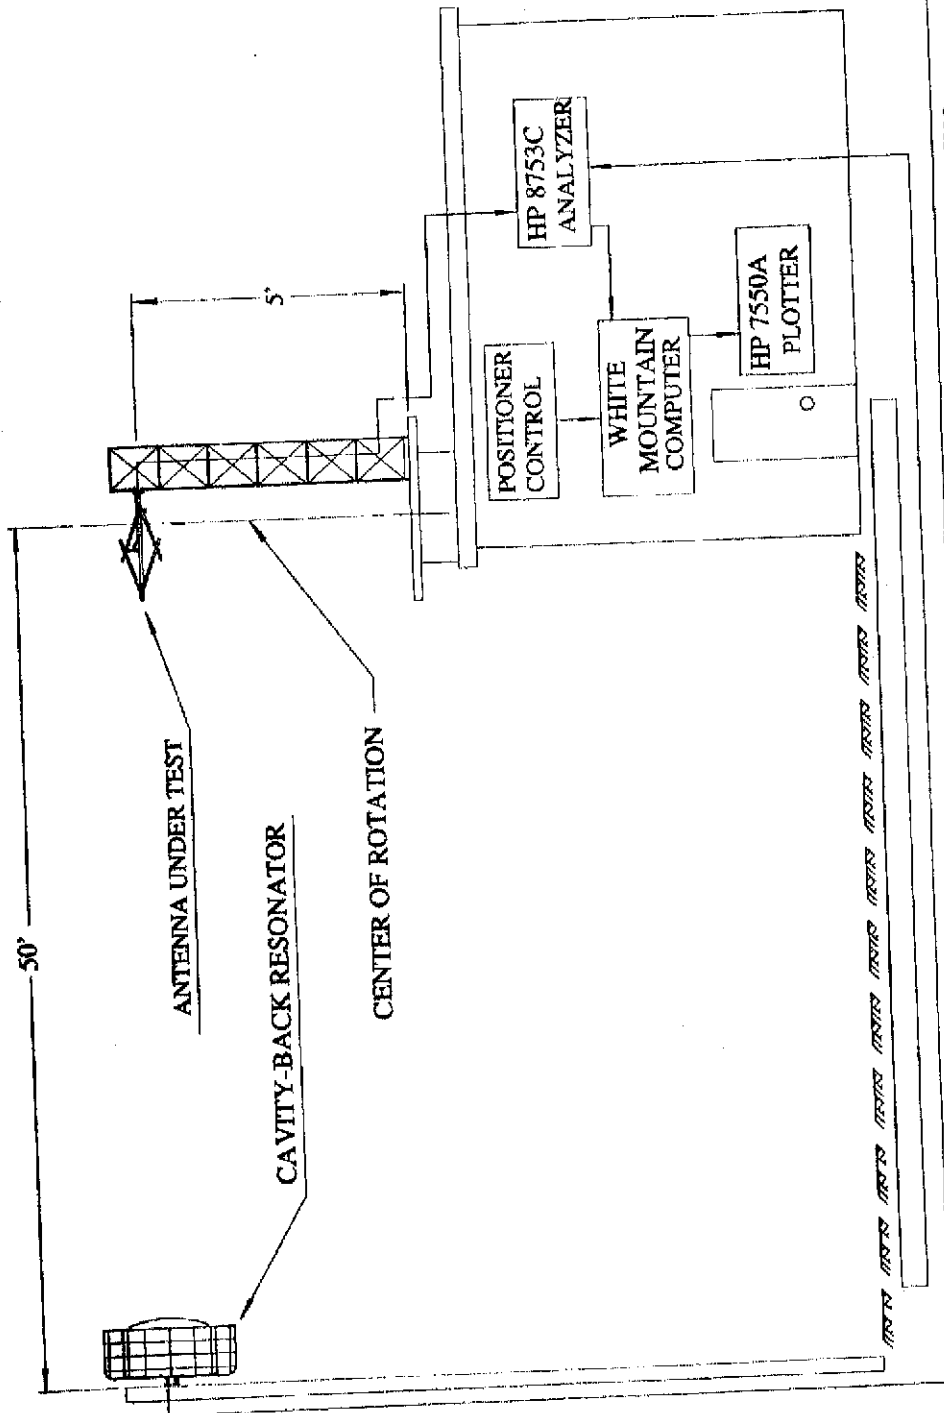 50'
ANTENNA UNDER TEST
CAVITY-BACK RESONATOR
CENTER OF ROTATION
5'
POSITIONER
CONTROL
HP 8753C
ANALYZER
WHITE
MOUNTAIN
COMPUTER
HP 7550A
PLOTTER